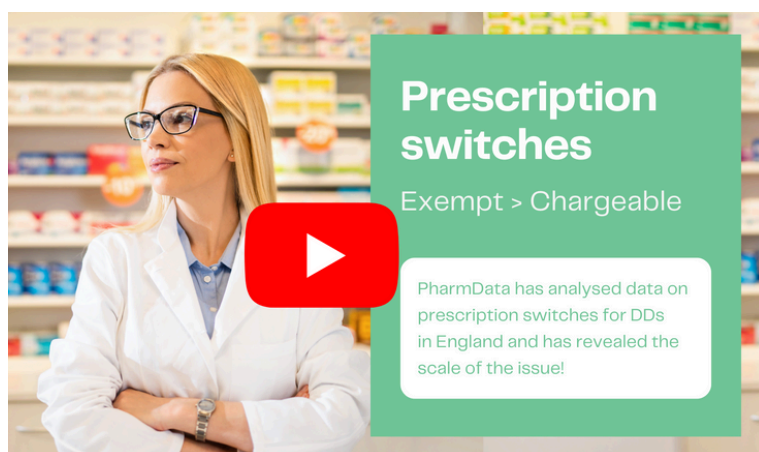 Prescription
switches
Exempt > Chargeable
PharmData has analysed data on
prescription switches for DDs
in England and has revealed the
scale of the issue!